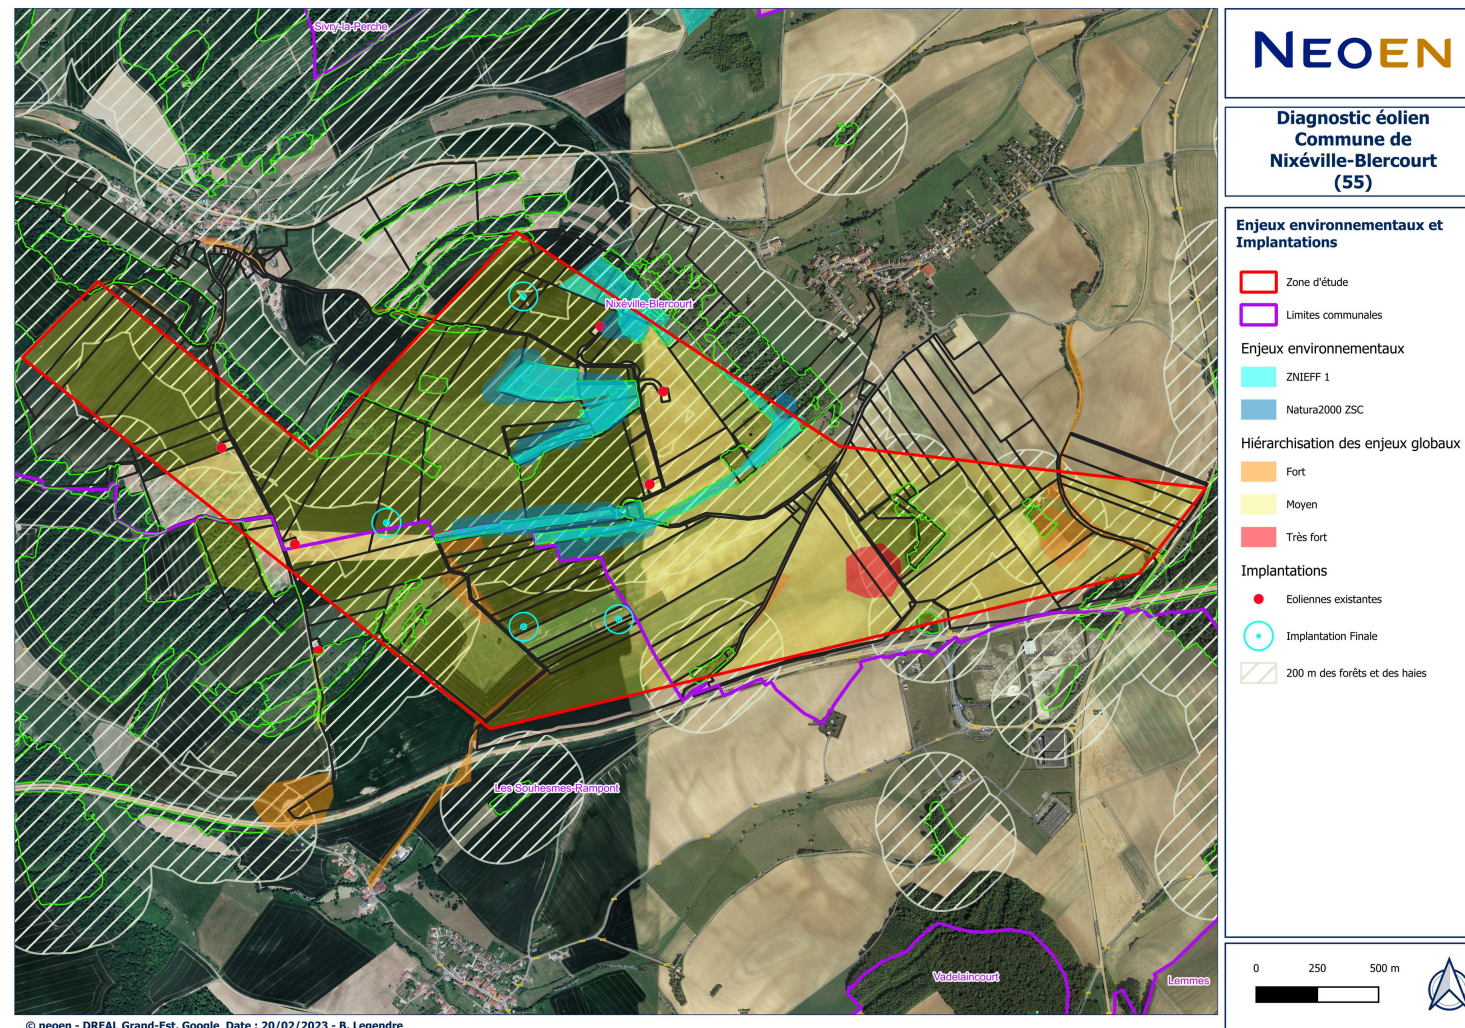 Sivry-la-Perche
Nixéville-Blercourt
Les Souhesmes-Rampont
Vadelaincourt
Lemmes
NEOEN
Diagnostic éolien
Commune de
Nixéville-Blercourt
(55)
Enjeux environnementaux et
Implantations
Zone d'étude
Limites communales
Enjeux environnementaux
ZNIEFF 1
Natura2000 ZSC
Hiérarchisation des enjeux globaux
Fort
Moyen
Très fort
Implantations
Eoliennes existantes
Implantation Finale
200 m des forêts et des haies
0 250 500 m
© neoen - DREAL Grand-Est, Google Date : 20/02/2023 - B. Legendre